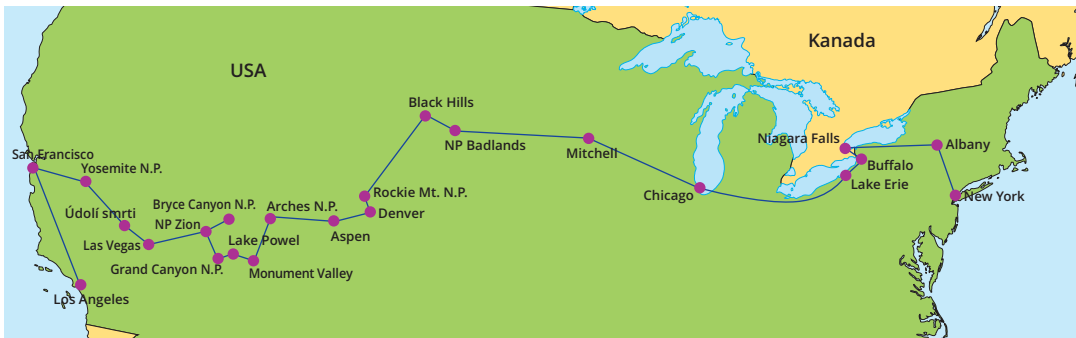 Kanada
USA
Black Hills
NP Badlands
Mitchell
Niagara Falls
Albany
San Francisco
Yosemite N.P.
Buffalo
Lake Erie
Chicago
New York
Rockie Mt. N.P.
Denver
Bryce Canyon N.P.
Arches N.P.
Údolí smrti
NP Zion
Aspen
Las Vegas
Lake Powel
Grand Canyon N.P.
Monument Valley
Los Angeles